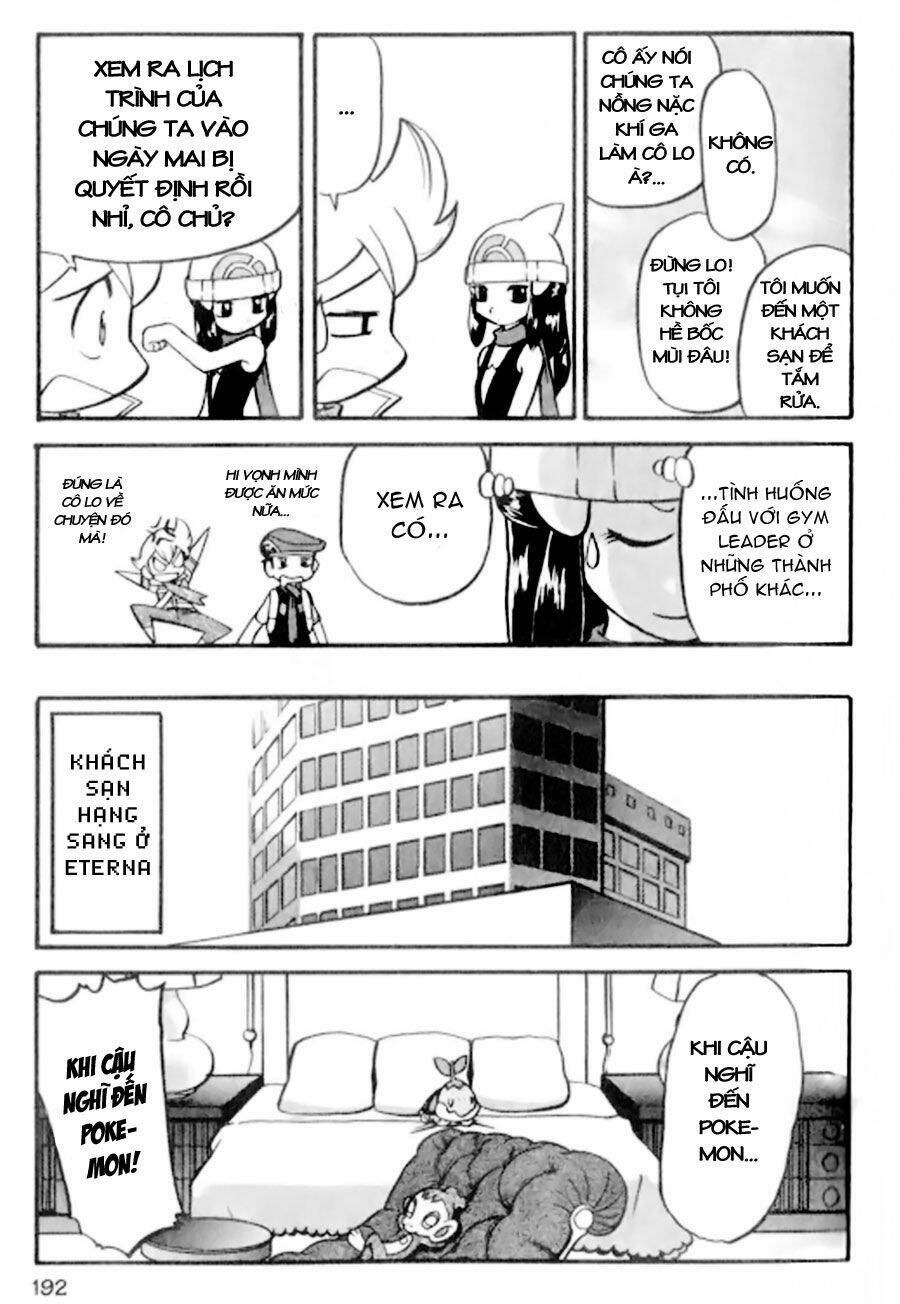 CÔ ẤY NÓI
CHÚNG TA
NỒNG NẶC
KHÍ GA
LÀM CÔ LO
À?...
KHÔNG
CÓ.
ĐỪNG LO!
TỤI TÔI
KHÔNG
HỀ BỐC
MÙI ĐÂU!
TÔI MUỐN
ĐẾN MỘT
KHÁCH
SẠN ĐỂ
TẮM
RỬA.
...
XEM RA LỊCH
TRÌNH CỦA
CHÚNG TA VÀO
NGÀY MAI BỊ
QUYẾT ĐỊNH RỒI
NHỈ, CÔ CHỦ?
...TÌNH HUỐNG
ĐẤU VỚI GYM
LEADER Ở
NHỮNG THÀNH
PHỐ KHÁC...
XEM RA
CÓ...
HI VỌNH MÌNH
ĐƯỢC ĂN MỨC
NỮA...
ĐÚNG LÀ
CÔ LO VỀ
CHUYỆN ĐÓ
MÀ!
KHÁCH
SẠN
HẠNG
SANG Ở
ETERNA
KHI CẬU
NGHĨ
ĐẾN
POKE-
MON...
KHI CẬU
NGHĨ ĐẾN
POKE-
MON!
192